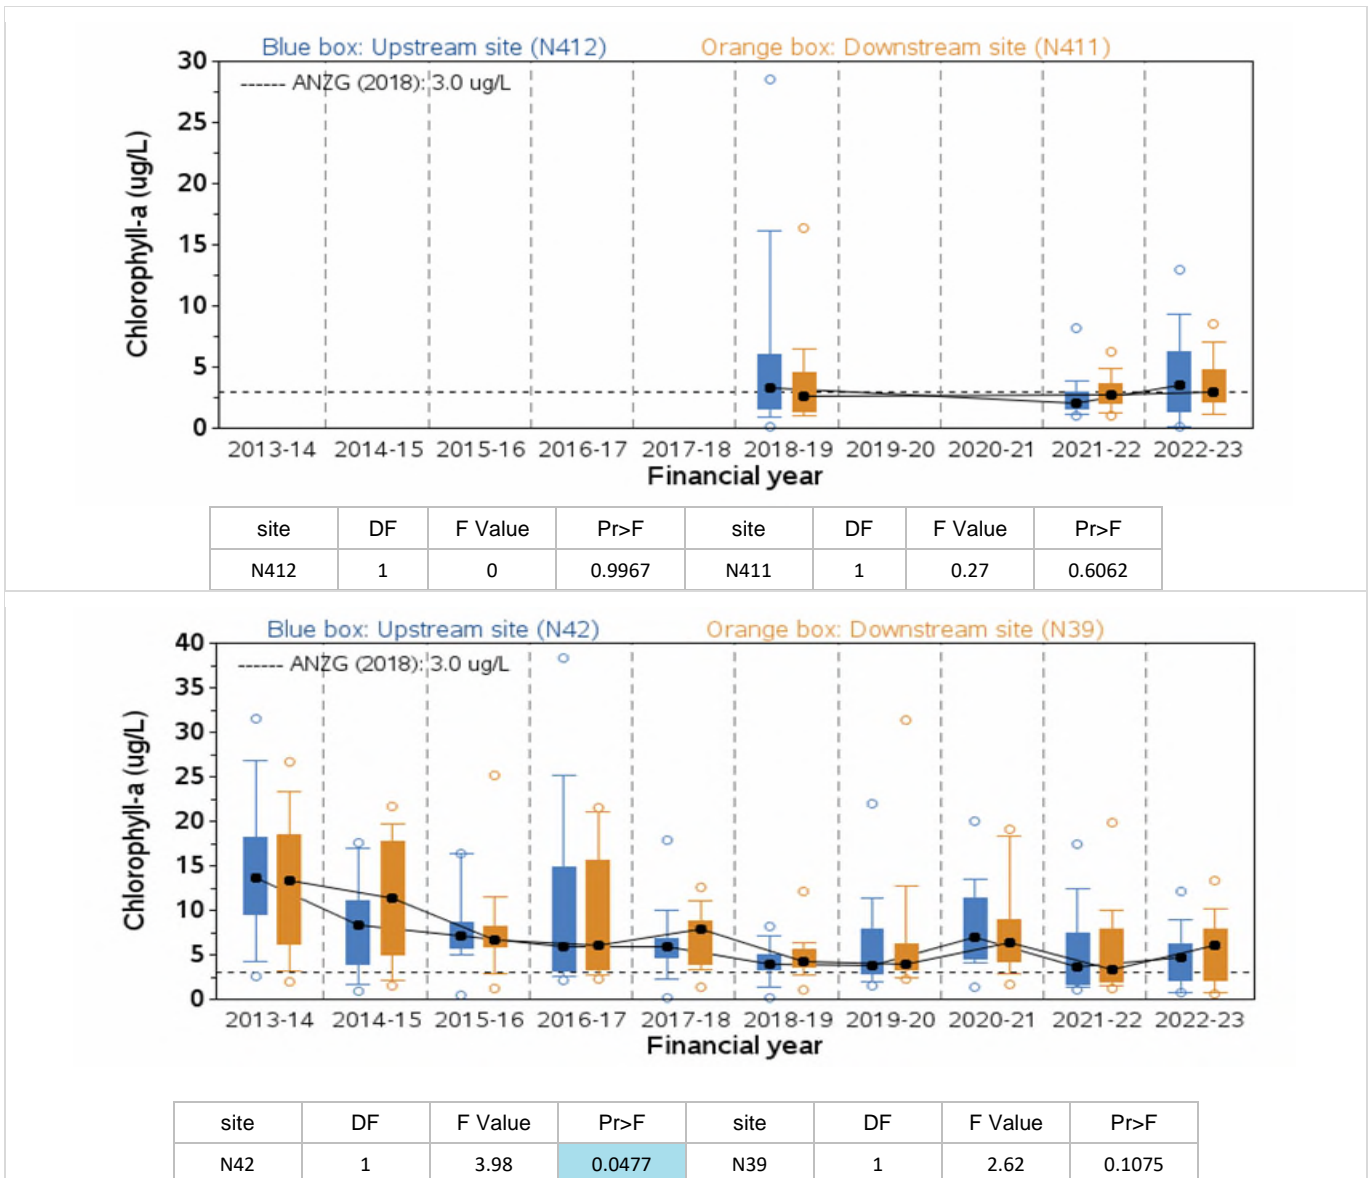 Blue box: Upstream site (N412) Orange box: Downstream site (N411)
------ ANZG (2018): 3.0 ug/L
Chlorophyll-a (ug/L)
30
25
20
15
10
5
0
2013-14 2014-15 2015-16 2016-17 2017-18 2018-19 2019-20 2020-21 2021-22 2022-23
Financial year
site DF F Value Pr>F site DF F Value Pr>F
N412 1 0 0.9967 N411 1 0.27 0.6062
Blue box: Upstream site (N42) Orange box: Downstream site (N39)
------ ANZG (2018): 3.0 ug/L
Chlorophyll-a (ug/L)
40
35
30
25
20
15
10
5
0
2013-14 2014-15 2015-16 2016-17 2017-18 2018-19 2019-20 2020-21 2021-22 2022-23
Financial year
site DF F Value Pr>F site DF F Value Pr>F
N42 1 3.98 0.0477 N39 1 2.62 0.1075